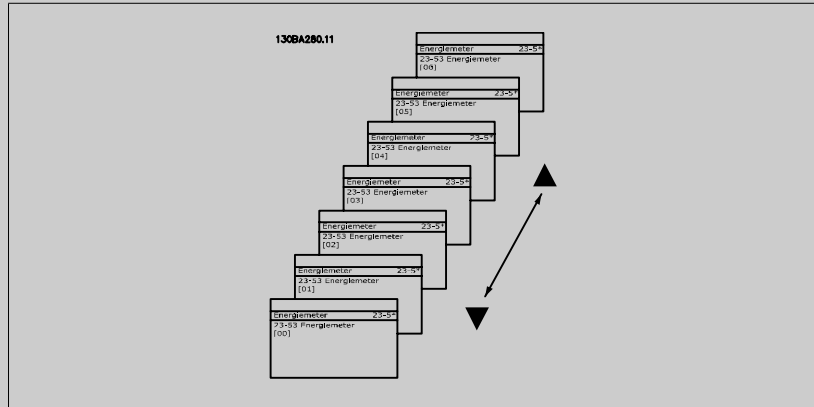 130BA280.11
Energiemeter 23-5*
23-53 Energiemeter
[06]
Energiemeter 23-5*
23-53 Energiemeter
[05]
Energiemeter 23-5*
23-53 Energiemeter
[04]
Energiemeter 23-5*
23-53 Energiemeter
[03]
Energiemeter 23-5*
23-53 Energiemeter
[02]
Energiemeter 23-5*
23-53 Energiemeter
[01]
Energiemeter 23-5*
23-53 Energiemeter
[00]